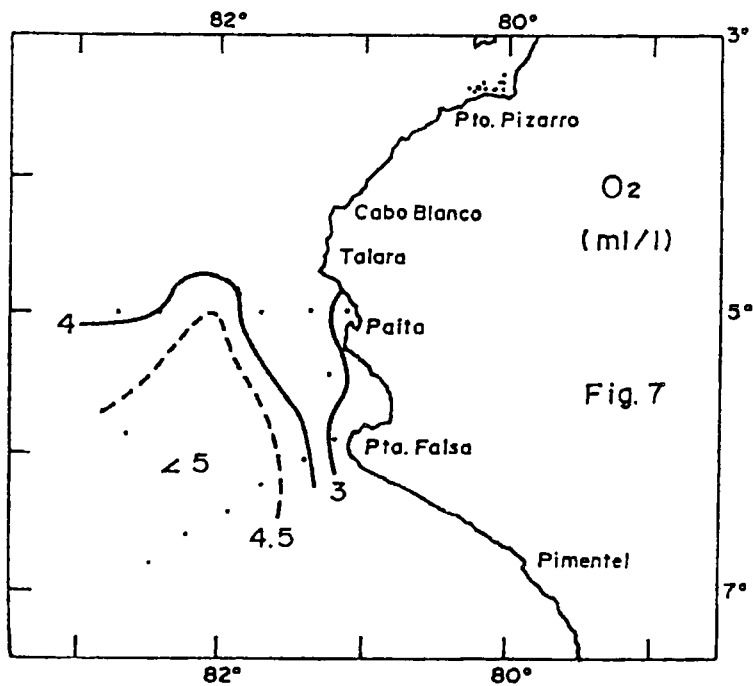 82°
80°
3°
Pto. Pizarro
O2
(ml/l)
Cabo Blanco
Talara
4
5°
Paita
Fig. 7
Pta. Falsa
<5
3
4.5
Pimentel
7°
82°
80°